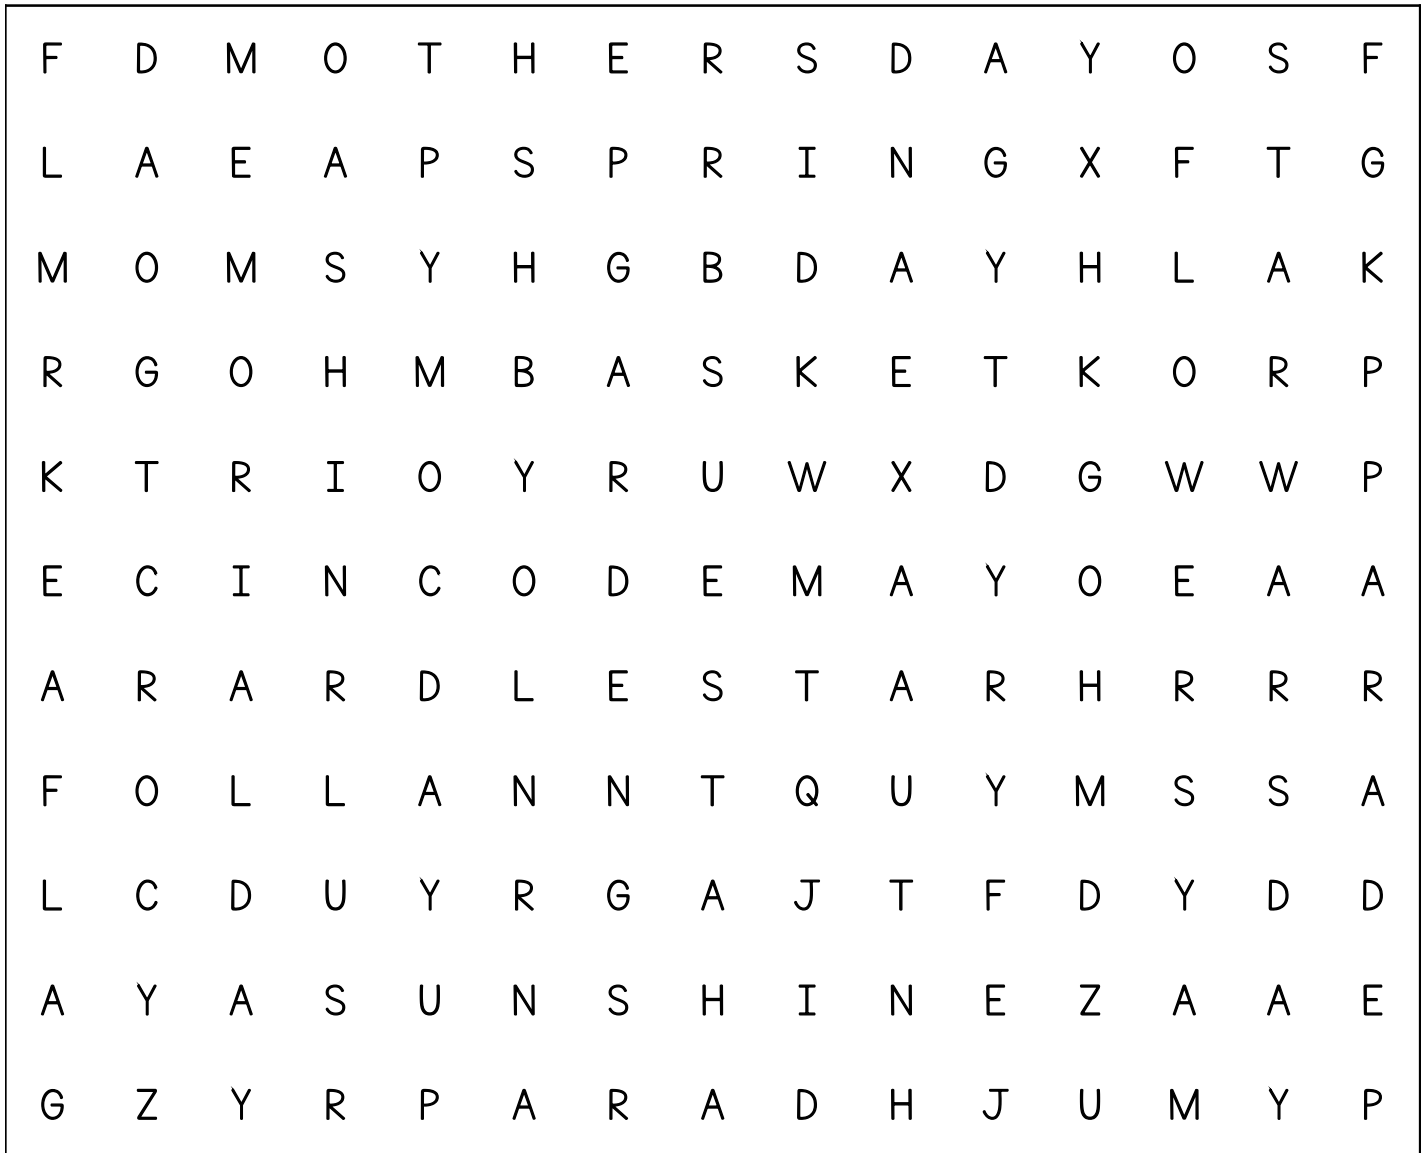 F D M O T H E R S D A Y O S F
L A E A P S P R I N G X F T G
M O M S Y H G B D A Y H L A K
R G O H M B A S K E T K O R P
K T R I O Y R U W X D G W W P
E C I N C O D E M A Y O E A A
A R A R D L E S T A R H R R R
F O L L A N N T Q U Y M S S A
L C D U Y R G A J T F D Y D D
A Y A S U N S H I N E Z A A E
G Z Y R P A R A D H J U M Y P